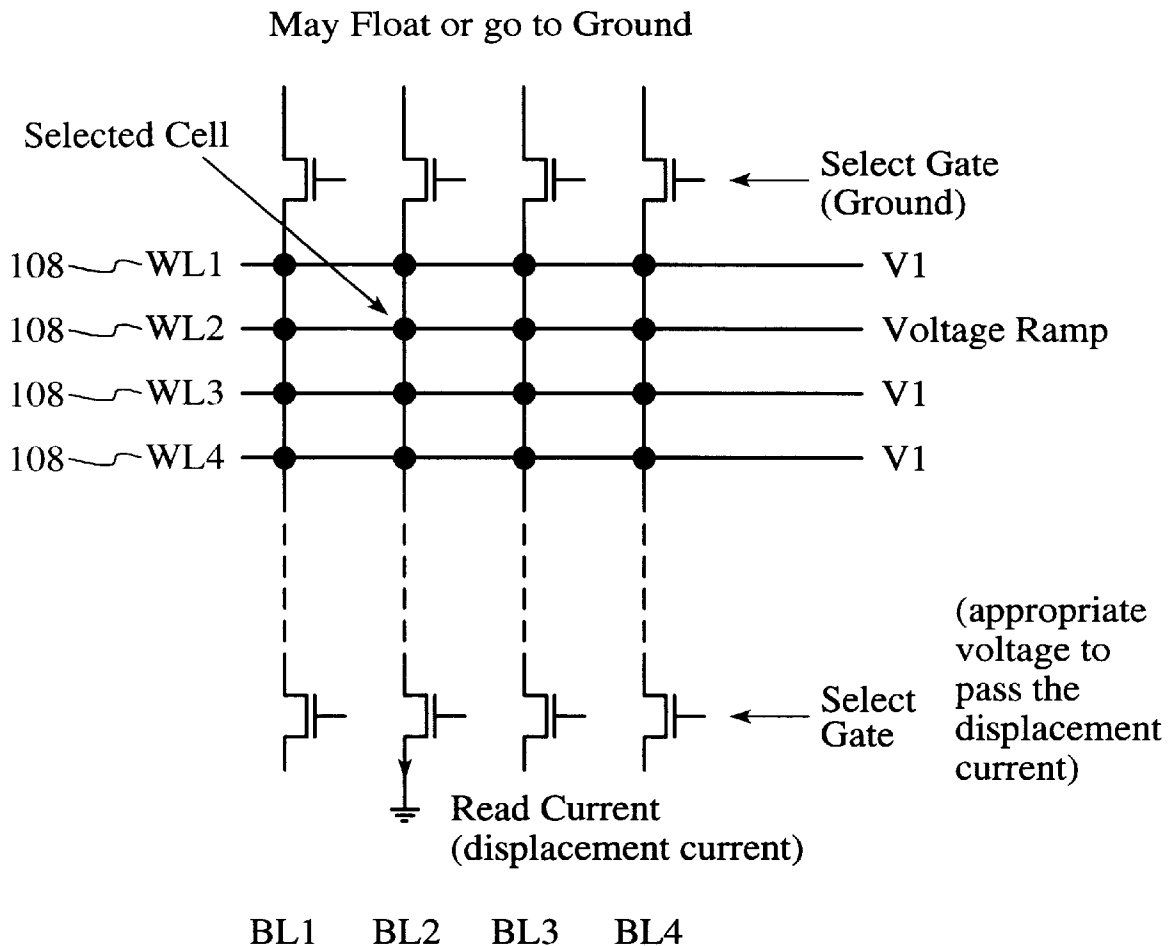 May Float or go to Ground
Selected Cell
Select Gate
(Ground)
108 WL1 V1
108 WL2 Voltage Ramp
108 WL3 V1
108 WL4 V1
(appropriate
voltage to
pass the
displacement
current)
Select
Gate
Read Current
(displacement current)
BL1 BL2 BL3 BL4